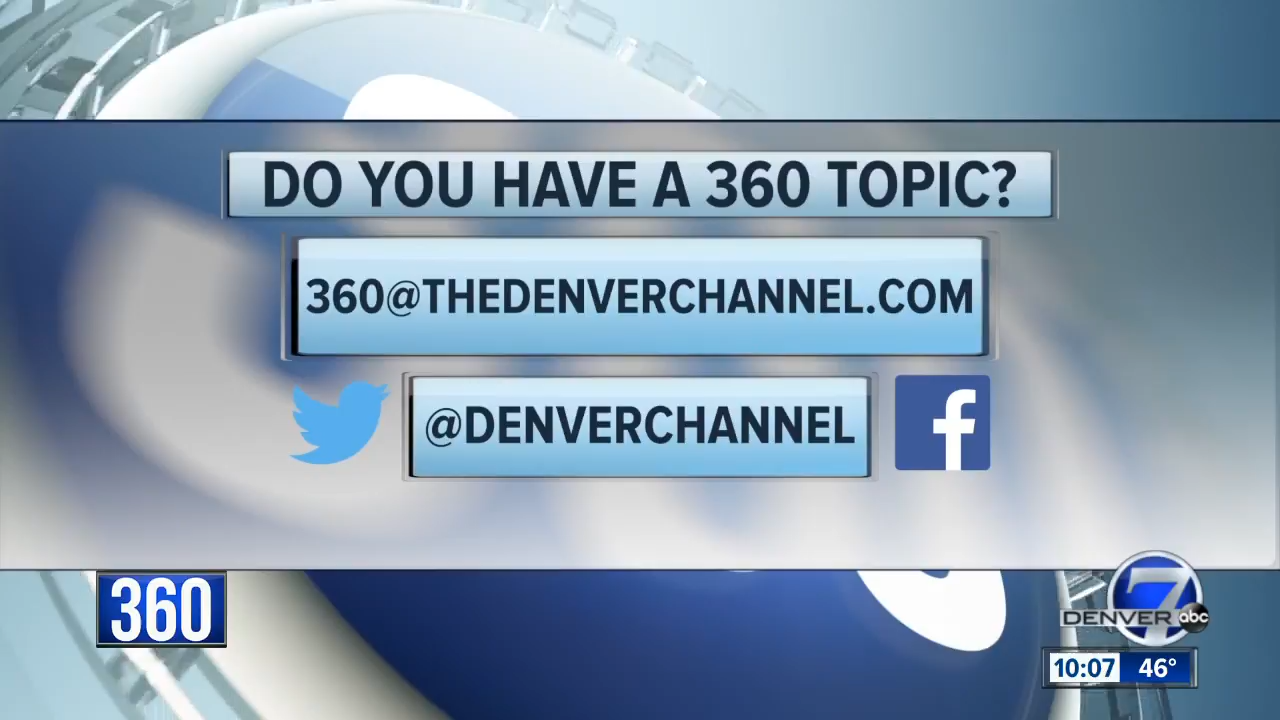 DO YOU HAVE A 360 TOPIC?
360@THEDENVERCHANNEL.COM
@DENVERCHANNEL
360
DENVER 7 abc
10:07 46°